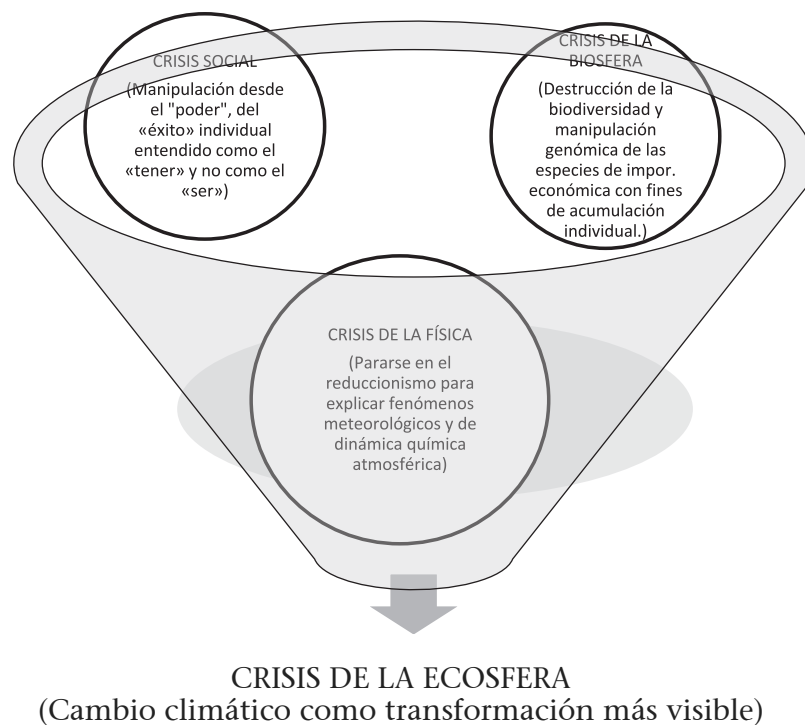 CRISIS SOCIAL
(Manipulación desde
el "poder", del
«éxito» individual
entendido como el
«tener» y no como el
«ser»)
CRISIS DE LA
BIOSFERA
(Destrucción de la
biodiversidad y
manipulación
genómica de las
especies de impor.
económica con fines
de acumulación
individual.)
CRISIS DE LA FÍSICA
(Pararse en el
reduccionismo para
explicar fenómenos
meteorológicos y de
dinámica química
atmosférica)
CRISIS DE LA ECOSFERA
(Cambio climático como transformación más visible)